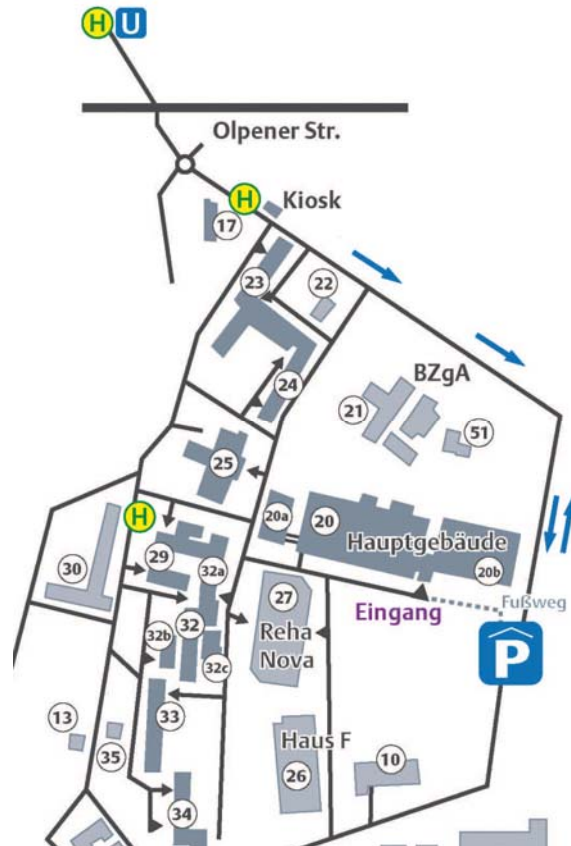 H U
Olpener Str.
H
Kiosk
17
23
22
BZgA
24
21
51
25
20a
20
H
Hauptgebäude
29
30
32a
27
20b
Eingang
Fußweg
32
Reha
Nova
32b
32c
P
33
13
35
Haus F
10
26
34